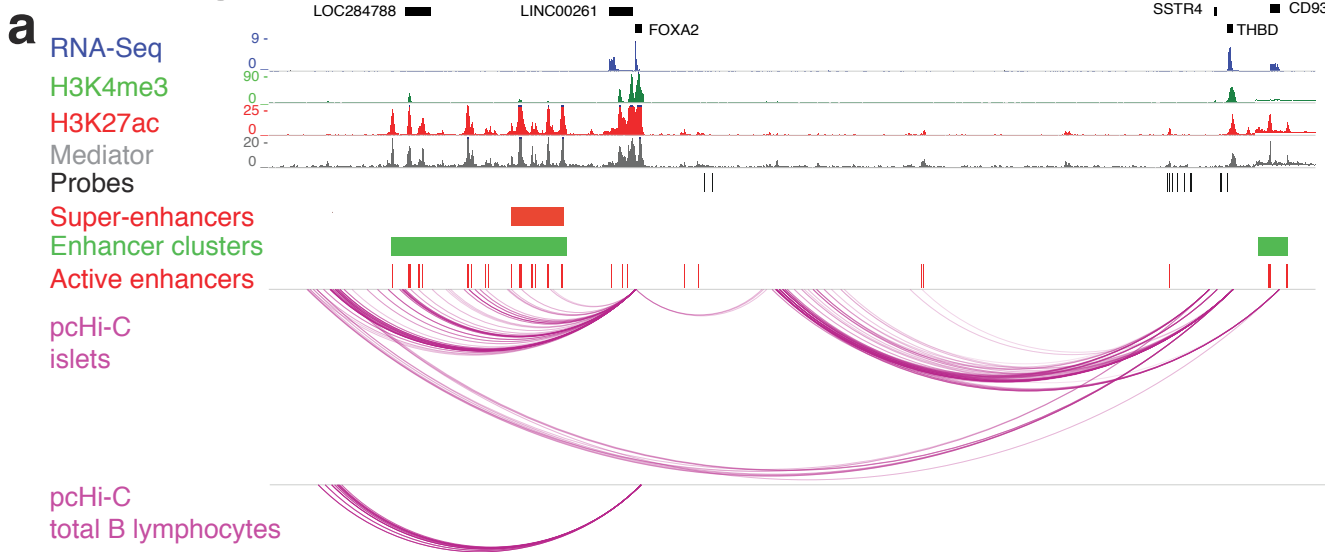 a
LOC284788
LINC00261
SSTR4
CD93
FOXA2
THBD
RNA-Seq
9 -
0
H3K4me3
90 -
0
H3K27ac
25 -
0
Mediator
20 -
0
Probes
Super-enhancers
Enhancer clusters
Active enhancers
pcHi-C
islets
pcHi-C
total B lymphocytes